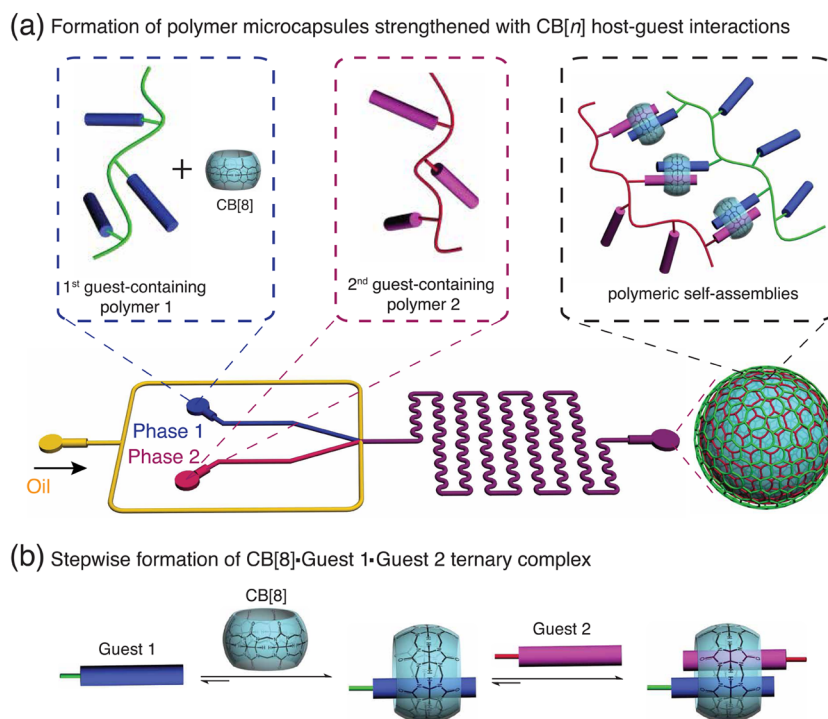 (a) Formation of polymer microcapsules strengthened with CB[n] host-guest interactions
+
CB[8]
1st guest-containing
polymer 1
2nd guest-containing
polymer 2
polymeric self-assemblies
Phase 1
Phase 2
Oil
(b) Stepwise formation of CB[8]▪Guest 1▪Guest 2 ternary complex
CB[8]
Guest 1
Guest 2